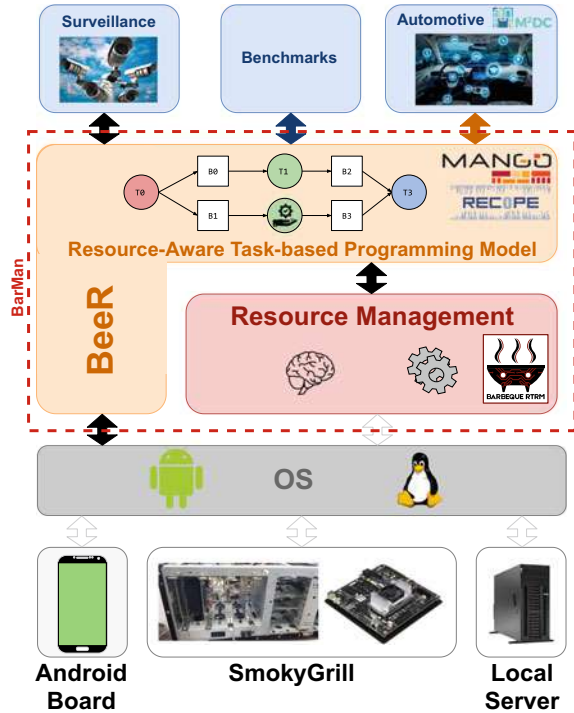 Surveillance
Benchmarks
Automotive
M²DC
BarMan
MANGO
RECOPE
T0
B0
T1
B2
T3
B1
B3
Resource-Aware Task-based Programming Model
BeeR
Resource Management
BARBEQUE RTRM
OS
Android
Board
SmokyGrill
Local
Server